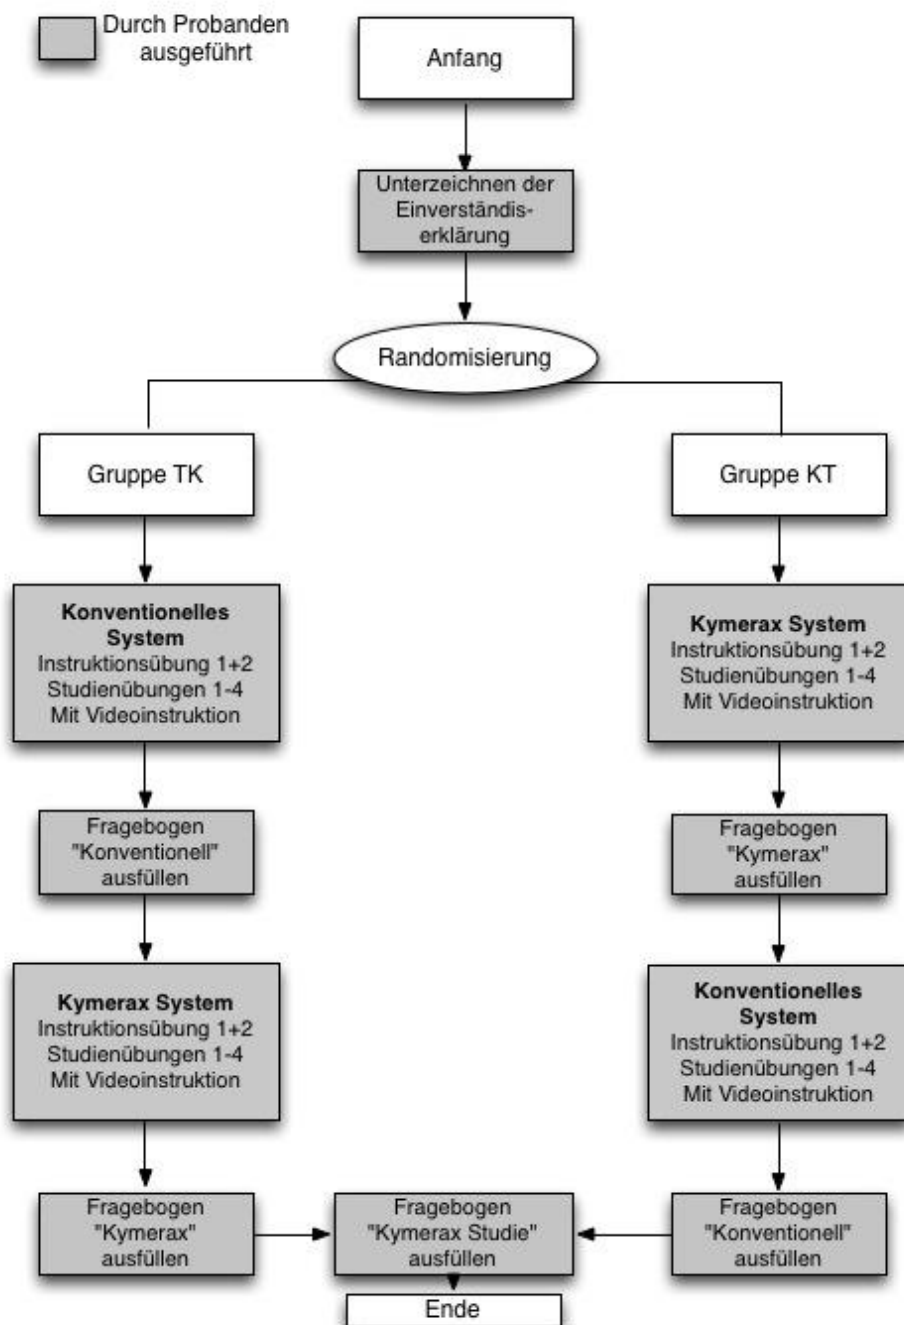 Durch Probanden
ausgeführt
Anfang
Unterzeichnen der
Einverständis-
erklärung
Randomisierung
Gruppe TK
Gruppe KT
Konventionelles
System
Instruktionsübung 1+2
Studienübungen 1-4
Mit Videoinstruktion
Kymerax System
Instruktionsübung 1+2
Studienübungen 1-4
Mit Videoinstruktion
Fragebogen
"Konventionell"
ausfüllen
Fragebogen
"Kymerax"
ausfüllen
Kymerax System
Instruktionsübung 1+2
Studienübungen 1-4
Mit Videoinstruktion
Konventionelles
System
Instruktionsübung 1+2
Studienübungen 1-4
Mit Videoinstruktion
Fragebogen
"Kymerax"
ausfüllen
Fragebogen
"Kymerax Studie"
ausfüllen
Fragebogen
"Konventionell"
ausfüllen
Ende